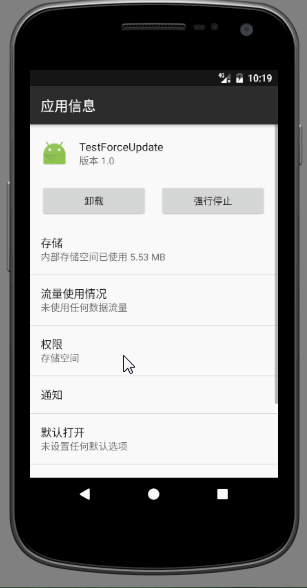 4G 10:19
应用信息
TestForceUpdate
版本 1.0
卸载 强行停止
存储
内部存储空间已使用 5.53 MB
流量使用情况
未使用任何数据流量
权限
存储空间
通知
默认打开
未设置任何默认选项